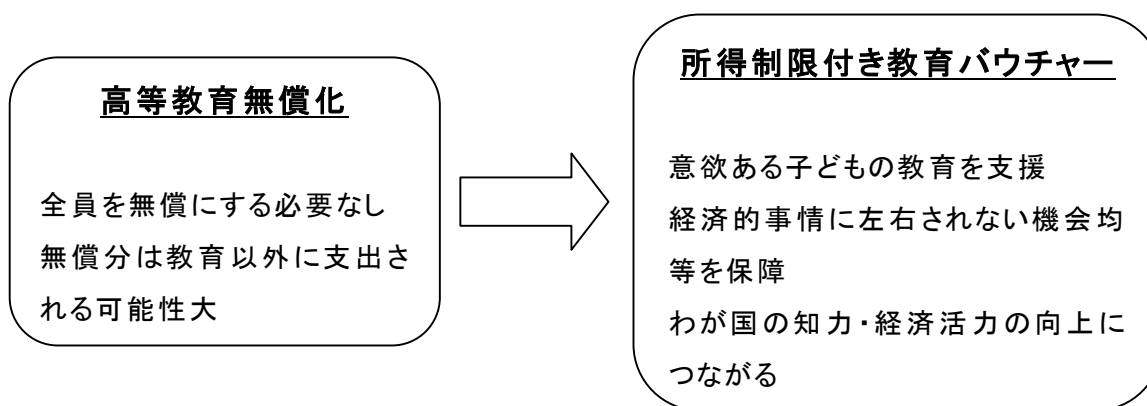 高等教育無償化
全員を無償にする必要なし
無償分は教育以外に支出さ
れる可能性大
所得制限付き教育バウチャー
意欲ある子どもの教育を支援
経済的事情に左右されない機会均
等を保障
わが国の知力・経済活力の向上に
つながる